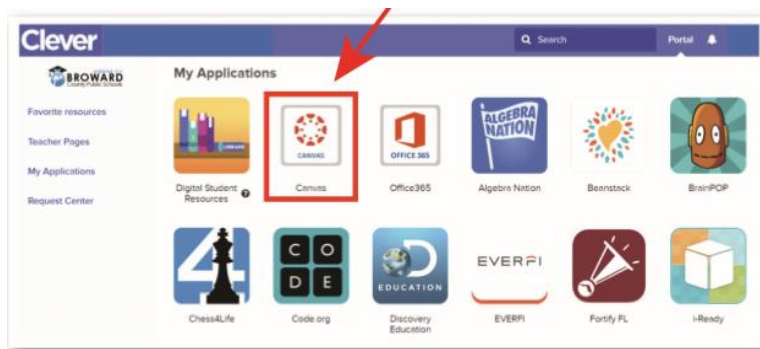 Clever
Search
Portal
BROWARD
County Public Schools
Favorite resources
Teacher Pages
My Applications
Request Center
My Applications
CANVAS
OFFICE 365
ALGEBRA
NATION
Digital Student
Resources
Canvas
Office365
Algebra Nation
Beanstack
BrainPOP
4
C O
D E
D
EDUCATION
EVERFI
Chess4Life
Code.org
Discovery
Education
EVERFI
Fortify FL
i-Ready